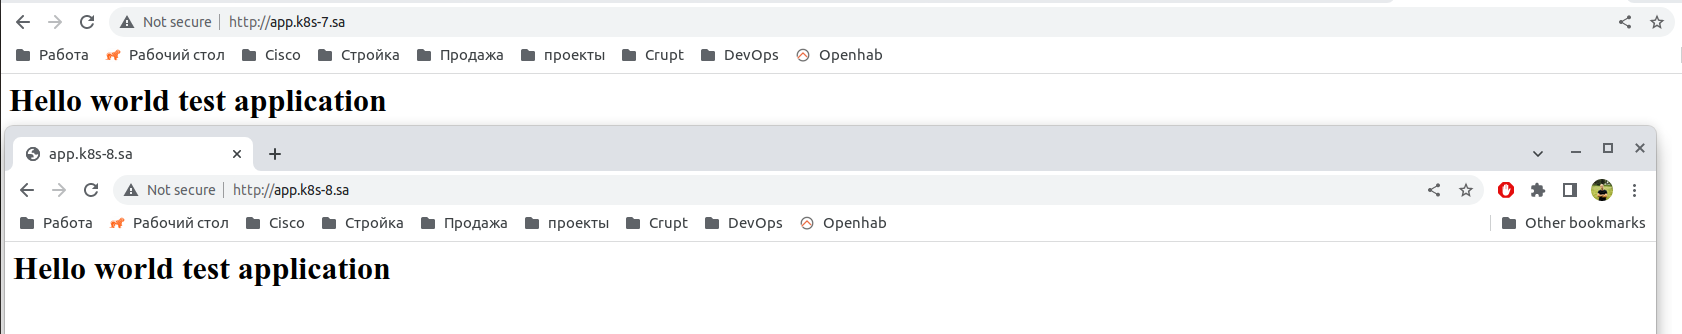 Not secure | http://app.k8s-7.sa
Работа Рабочий стол Cisco Стройка Продажа проекты Crupt DevOps Openhab
Hello world test application
app.k8s-8.sa
Not secure | http://app.k8s-8.sa
Работа Рабочий стол Cisco Стройка Продажа проекты Crupt DevOps Openhab Other bookmarks
Hello world test application